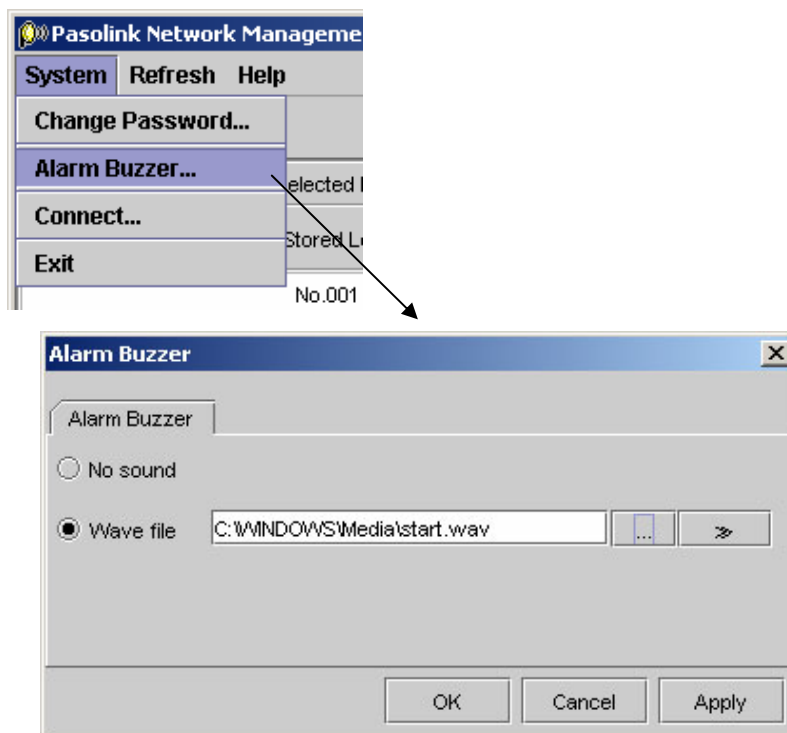 Pasolink Network Manageme
System Refresh Help
Change Password...
Alarm Buzzer...
elected
Connect...
Stored L
Exit
No.001
Alarm Buzzer
Alarm Buzzer
No sound
Wave file C:\WINDOWS\Media\start.wav ... >>
OK Cancel Apply